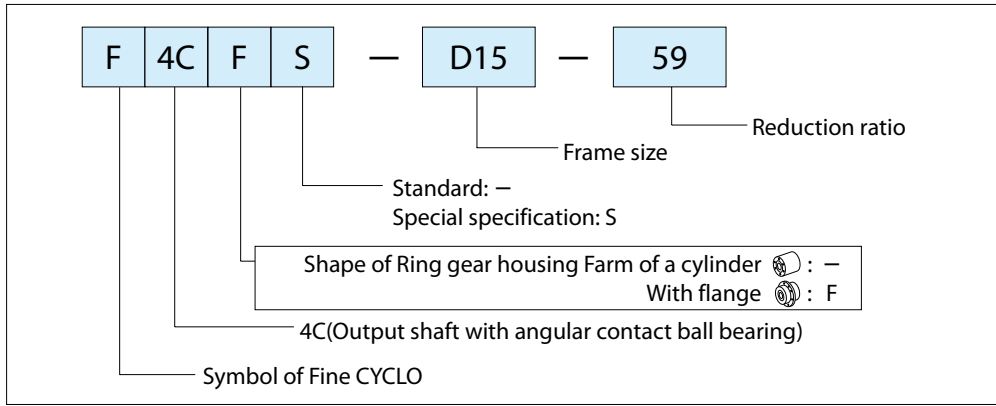 F 4C F S − D15 − 59
Reduction ratio
Frame size
Standard: −
Special specification: S
Shape of Ring gear housing Farm of a cylinder : −
With flange : F
4C(Output shaft with angular contact ball bearing)
Symbol of Fine CYCLO